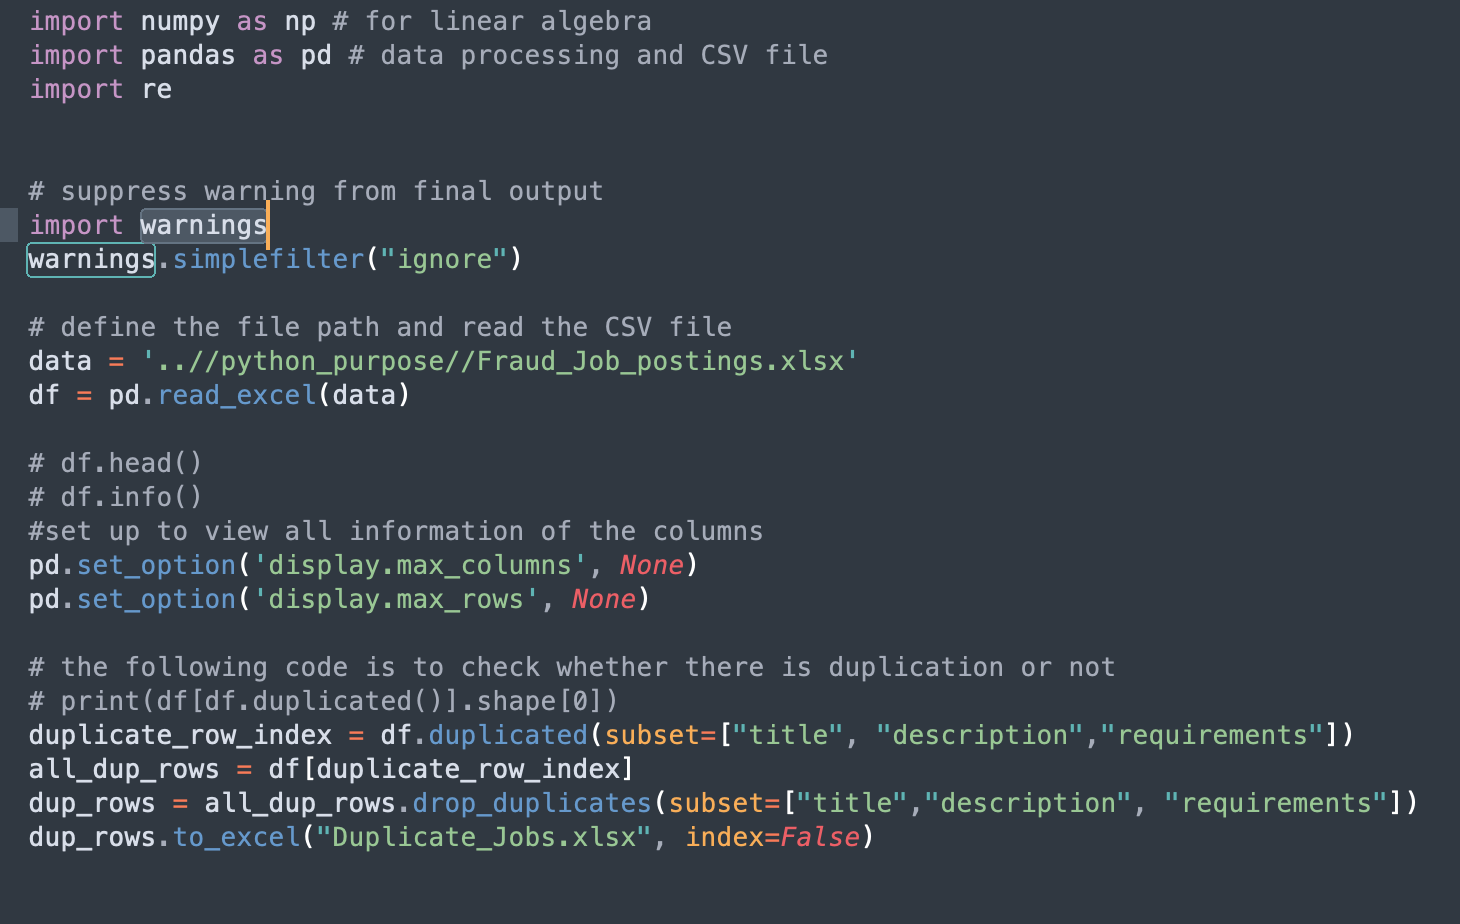 import numpy as np # for linear algebra
import pandas as pd # data processing and CSV file
import re
# suppress warning from final output
import warnings
warnings.simplefilter("ignore")
# define the file path and read the CSV file
data = '..//python_purpose//Fraud_Job_postings.xlsx'
df = pd.read_excel(data)
# df.head()
# df.info()
#set up to view all information of the columns
pd.set_option('display.max_columns', None)
pd.set_option('display.max_rows', None)
# the following code is to check whether there is duplication or not
# print(df[df.duplicated()].shape[0])
duplicate_row_index = df.duplicated(subset=["title", "description","requirements"])
all_dup_rows = df[duplicate_row_index]
dup_rows = all_dup_rows.drop_duplicates(subset=["title","description", "requirements"])
dup_rows.to_excel("Duplicate_Jobs.xlsx", index=False)